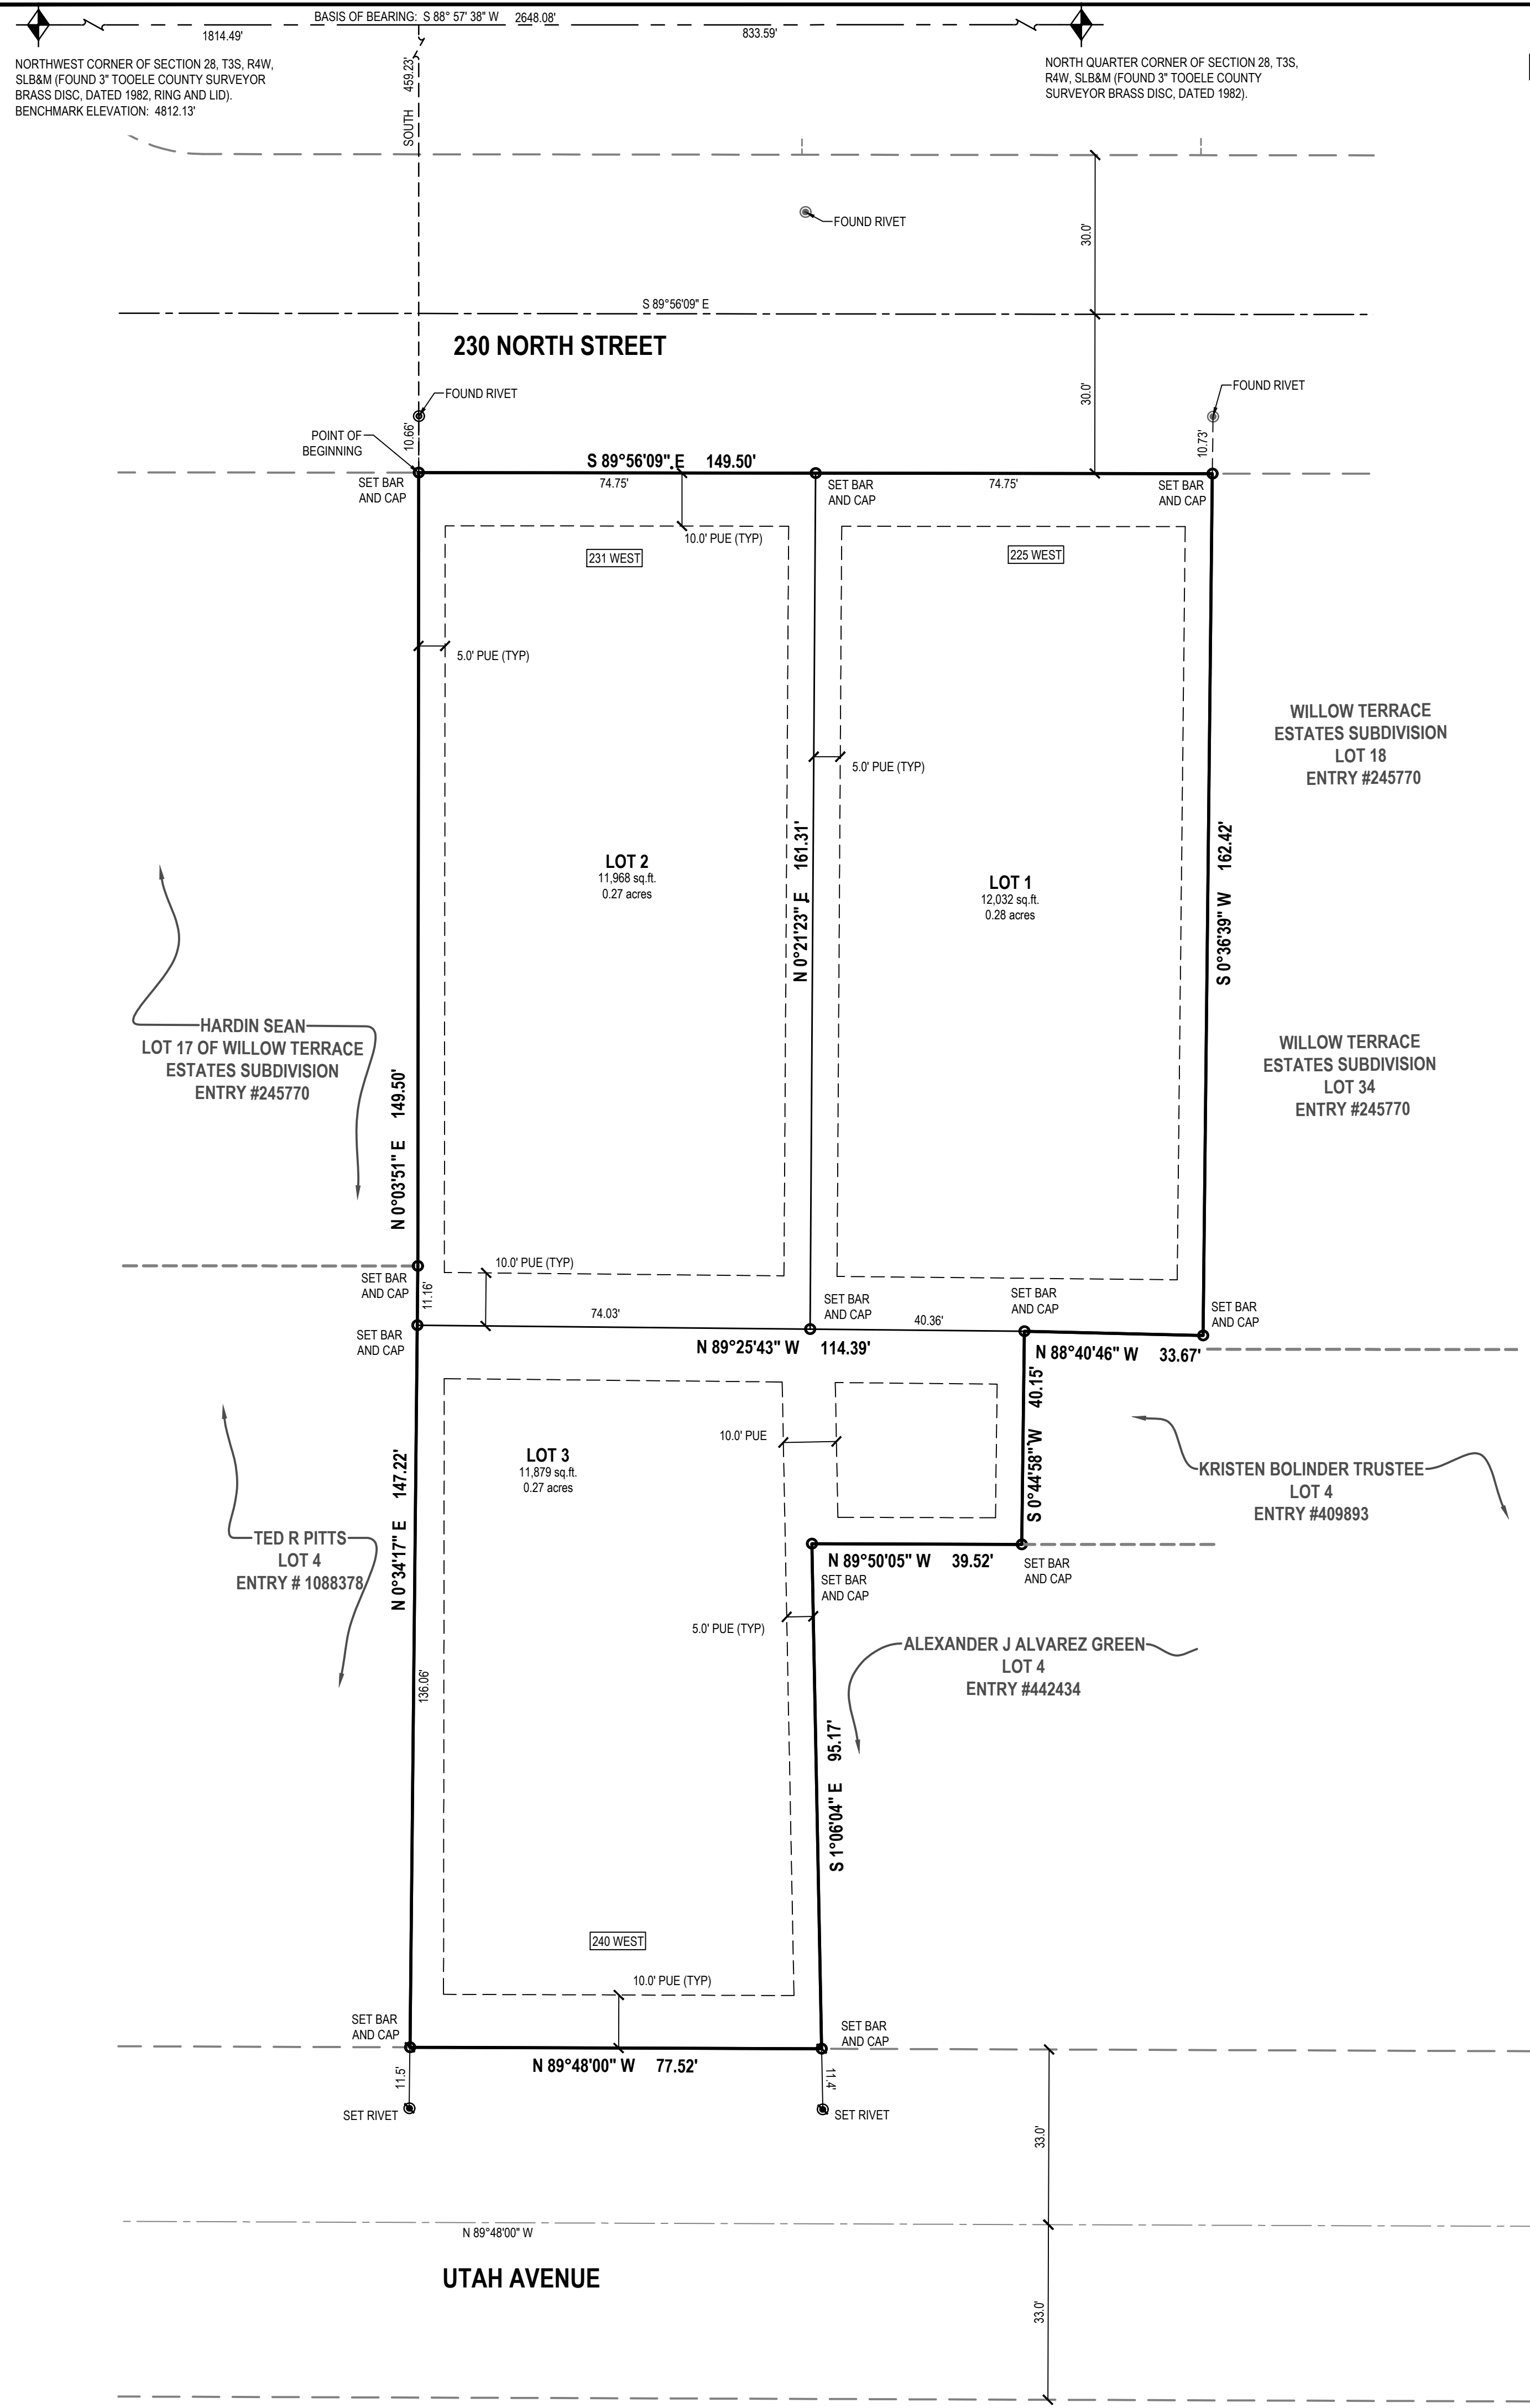 BASIS OF BEARING: S 88° 57' 38" W 2648.08'
1814.49'
833.59'
NORTHWEST CORNER OF SECTION 28, T3S, R4W,
SLB&M (FOUND 3" TOOELE COUNTY SURVEYOR
BRASS DISC, DATED 1982, RING AND LID).
BENCHMARK ELEVATION: 4812.13'
SOUTH 459.23'
NORTH QUARTER CORNER OF SECTION 28, T3S,
R4W, SLB&M (FOUND 3" TOOELE COUNTY
SURVEYOR BRASS DISC, DATED 1982).
FOUND RIVET
30.0'
S 89°56'09" E
230 NORTH STREET
30.0'
FOUND RIVET
FOUND RIVET
POINT OF
BEGINNING
10.66'
10.73'
S 89°56'09" E 149.50'
SET BAR
AND CAP
74.75'
SET BAR
AND CAP
74.75'
SET BAR
AND CAP
10.0' PUE (TYP)
231 WEST
225 WEST
5.0' PUE (TYP)
5.0' PUE (TYP)
WILLOW TERRACE
ESTATES SUBDIVISION
LOT 18
ENTRY #245770
LOT 2
11,968 sq.ft.
0.27 acres
N 0°21'23" E 161.31'
LOT 1
12,032 sq.ft.
0.28 acres
S 0°36'39" W 162.42'
HARDIN SEAN
LOT 17 OF WILLOW TERRACE
ESTATES SUBDIVISION
ENTRY #245770
N 0°03'51" E 149.50'
WILLOW TERRACE
ESTATES SUBDIVISION
LOT 34
ENTRY #245770
10.0' PUE (TYP)
SET BAR
AND CAP
11.16'
SET BAR
AND CAP
74.03'
SET BAR
AND CAP
40.36'
SET BAR
AND CAP
SET BAR
AND CAP
N 89°25'43" W 114.39'
N 88°40'46" W 33.67'
S 0°44'58" W 40.15'
10.0' PUE
LOT 3
11,879 sq.ft.
0.27 acres
N 0°34'17" E 147.22'
KRISTEN BOLINDER TRUSTEE
LOT 4
ENTRY #409893
TED R PITTS
LOT 4
ENTRY # 1088378
N 89°50'05" W 39.52'
SET BAR
AND CAP
SET BAR
AND CAP
5.0' PUE (TYP)
ALEXANDER J ALVAREZ GREEN
LOT 4
ENTRY #442434
136.06'
S 1°06'04" E 95.17'
240 WEST
10.0' PUE (TYP)
SET BAR
AND CAP
SET BAR
AND CAP
N 89°48'00" W 77.52'
11.5'
11.4'
SET RIVET
SET RIVET
33.0'
N 89°48'00" W
UTAH AVENUE
33.0'